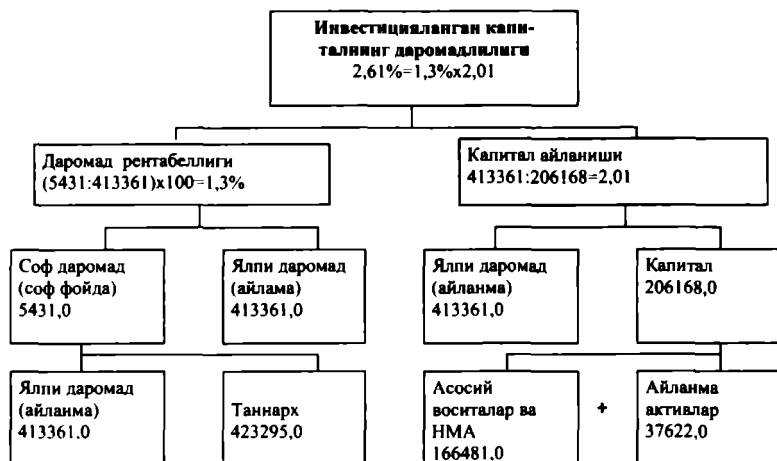 Инвестицияланган капи-
талнинг даромадлилиги
2,61%=1,3%x2,01
Даромад рентабеллиги
(5431:413361)x100=1,3%
Капитал айланиши
413361:206168=2,01
Соф даромад
(соф фойда)
5431,0
Ялпи даромад
(айлама)
413361,0
Ялпи даромад
(айланма)
413361,0
Капитал
206168,0
Ялпи даромад
(айланма)
413361.0
Таннарх
423295,0
Асосий
воситалар ва
НМА
166481,0
+
Айланма
активлар
37622,0